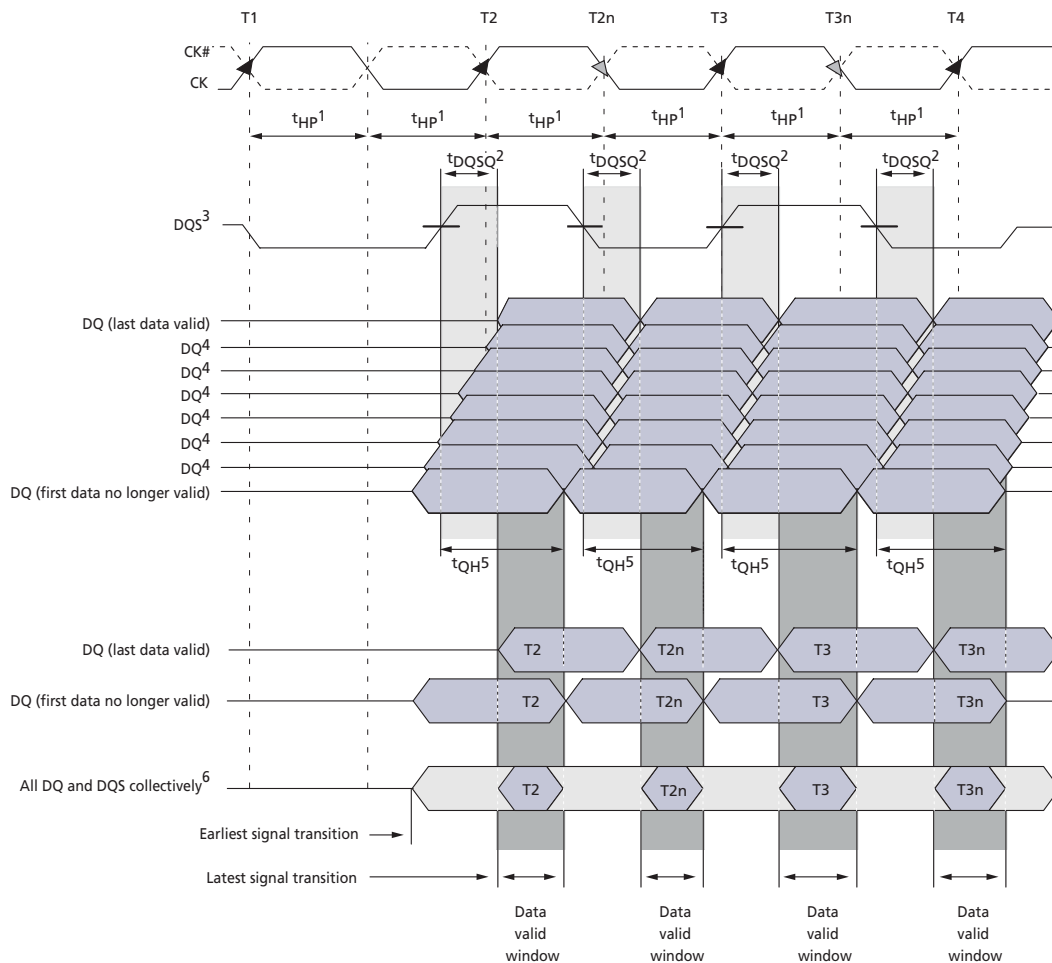 T1 T2 T2n T3 T3n T4
CK#
CK
tHP1 tHP1 tHP1 tHP1 tHP1 tHP1
tDQSQ2 tDQSQ2 tDQSQ2 tDQSQ2
DQS3
DQ (last data valid)
DQ4
DQ4
DQ4
DQ4
DQ4
DQ4
DQ (first data no longer valid)
tQH5 tQH5 tQH5 tQH5
DQ (last data valid) T2 T2n T3 T3n
DQ (first data no longer valid) T2 T2n T3 T3n
All DQ and DQS collectively6 T2 T2n T3 T3n
Earliest signal transition
Latest signal transition
Data Data Data Data
valid valid valid valid
window window window window